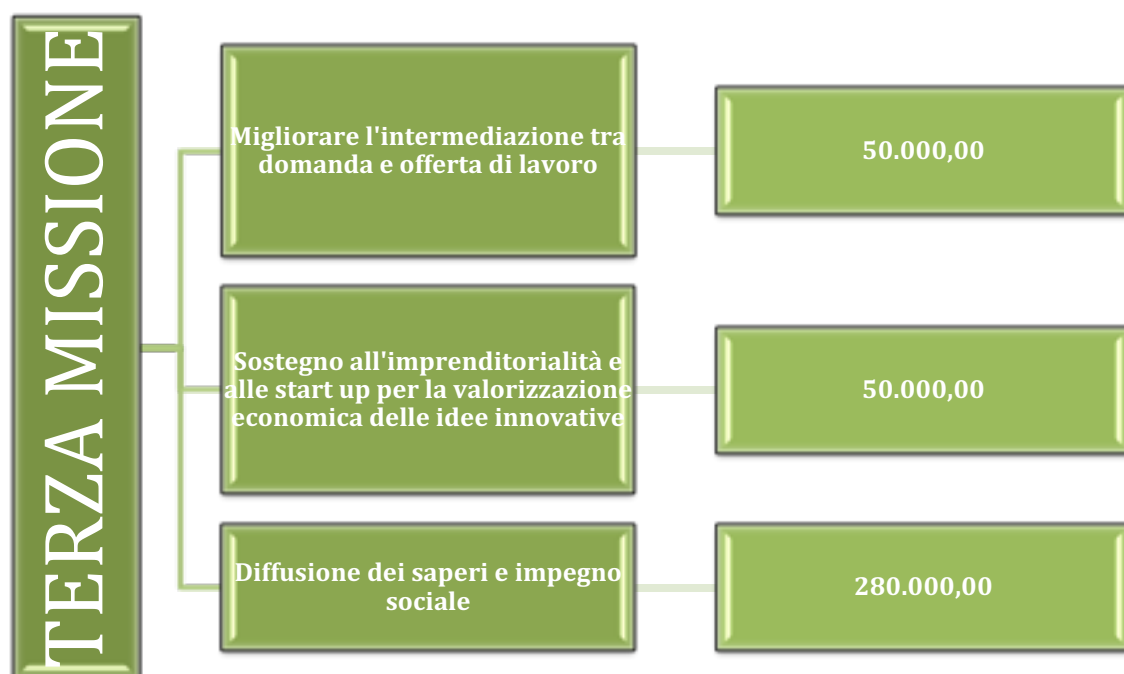 TERZA MISSIONE
Migliorare l'intermediazione tra
domanda e offerta di lavoro
50.000,00
Sostegno all'imprenditorialità e
alle start up per la valorizzazione
economica delle idee innovative
50.000,00
Diffusione dei saperi e impegno
sociale
280.000,00